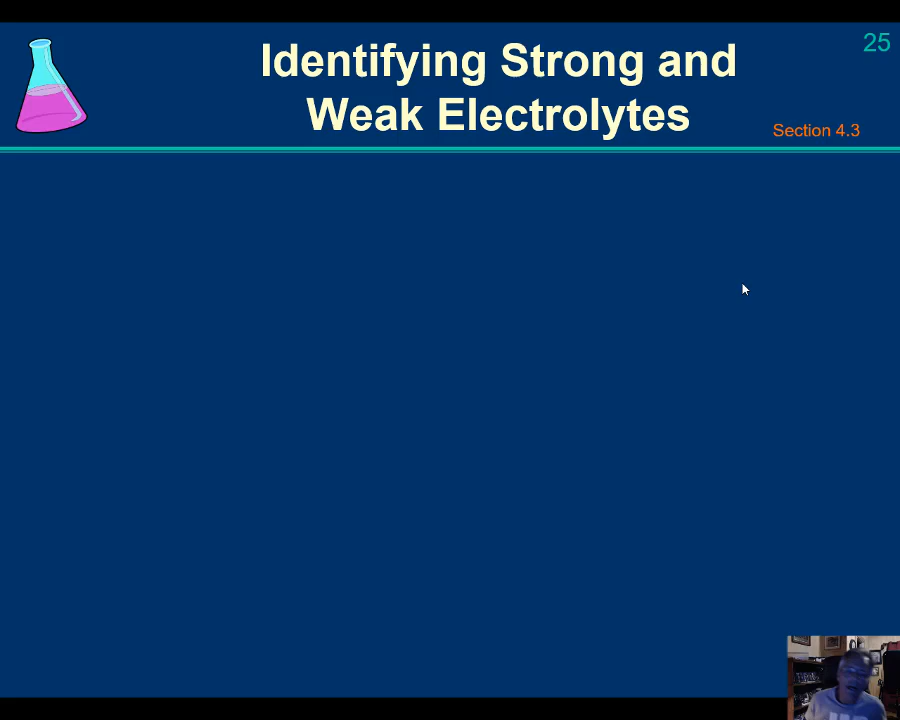 25
Identifying Strong and
Weak Electrolytes
Section 4.3